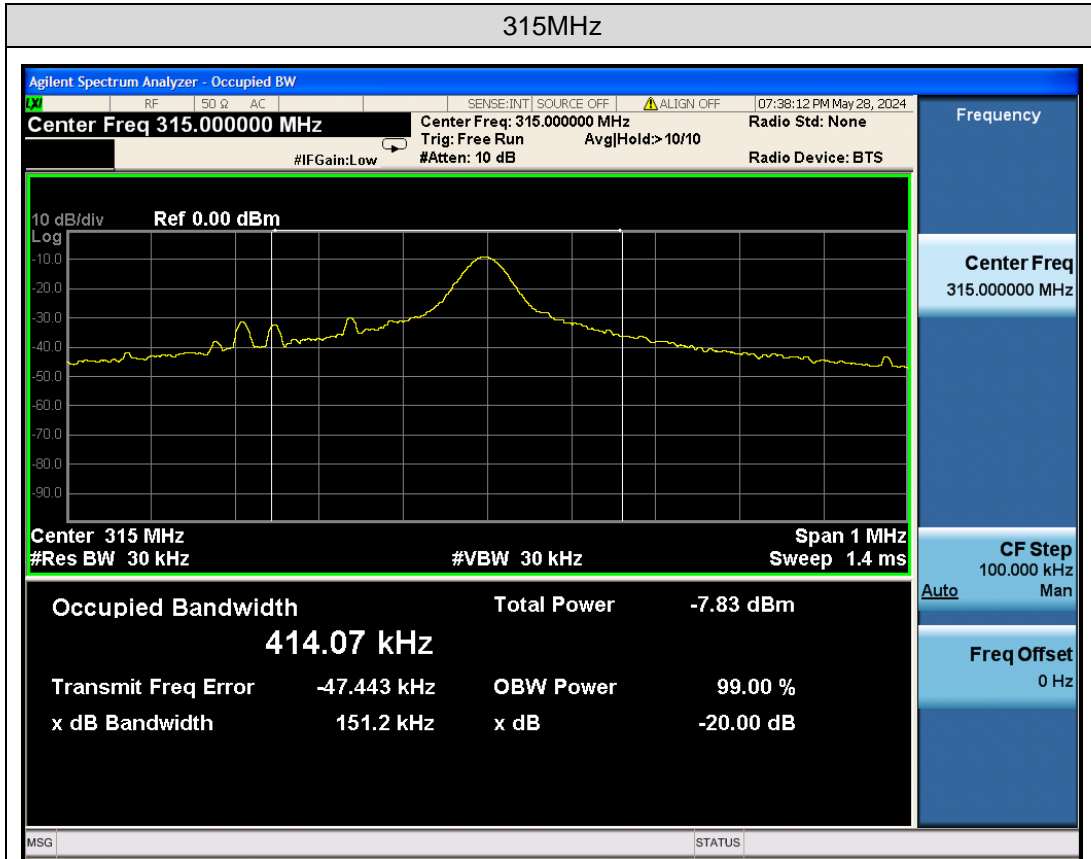 315MHz
Agilent Spectrum Analyzer - Occupied BW
LXI RF 50 Ω AC SENSE:INT SOURCE OFF ALIGN OFF 07:38:12 PM May 28, 2024
Center Freq 315.000000 MHz Center Freq: 315.000000 MHz Radio Std: None
Trig: Free Run Avg|Hold:>10/10
#IFGain:Low #Atten: 10 dB Radio Device: BTS
10 dB/div Ref 0.00 dBm
Log
-10.0
-20.0
-30.0
-40.0
-50.0
-60.0
-70.0
-80.0
-90.0
Center 315 MHz Span 1 MHz
#Res BW 30 kHz #VBW 30 kHz Sweep 1.4 ms
Occupied Bandwidth Total Power -7.83 dBm
414.07 kHz
Transmit Freq Error -47.443 kHz OBW Power 99.00 %
x dB Bandwidth 151.2 kHz x dB -20.00 dB
MSG STATUS
Frequency
Center Freq
315.000000 MHz
CF Step
100.000 kHz
Auto Man
Freq Offset
0 Hz